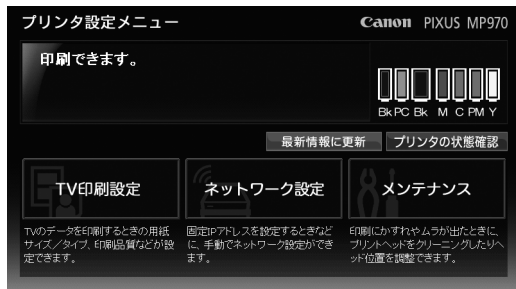 プリンタ設定メニュー
Canon PIXUS MP970
印刷できます。
Bk PC Bk M C PM Y
最新情報に更新 プリンタの状態確認
TV印刷設定 ネットワーク設定 メンテナンス
TVのデータを印刷するときの用紙
サイズ/タイプ、印刷品質などが設
定できます。
固定IPアドレスを設定するときなど
に、手動でネットワーク設定ができ
ます。
印刷にかすれやムラが出たときに、
プリントヘッドをクリーニングしたりヘ
ッド位置を調整できます。